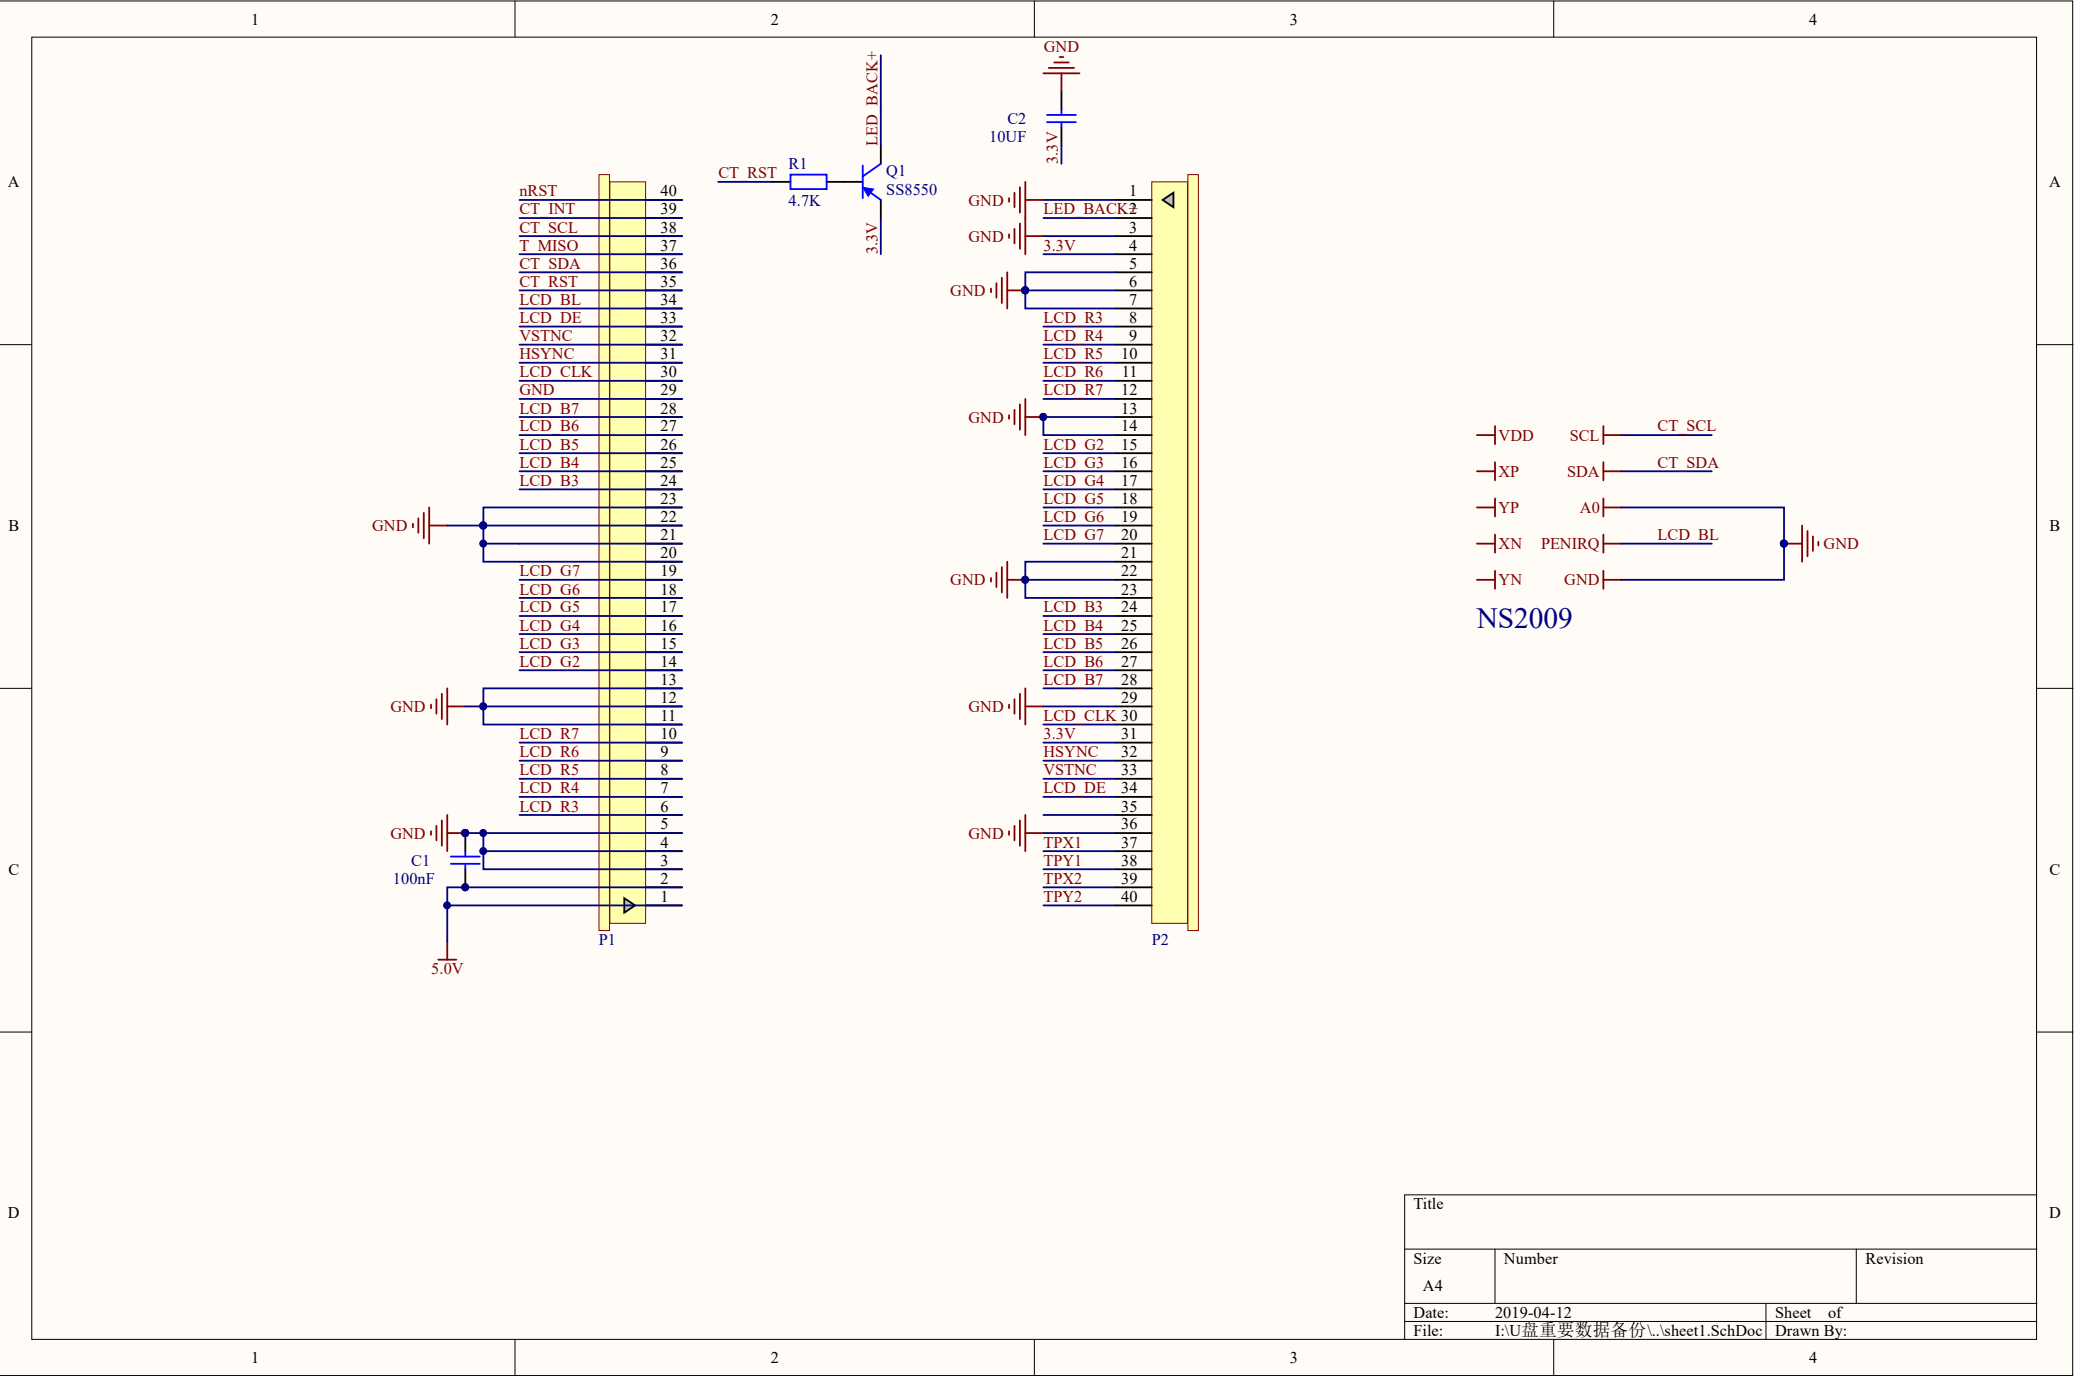 1 2 3 4
A
B
C
D
A
B
C
D
LED_BACK+
CT_RST
R1
4.7K
Q1
SS8550
3.3V
GND
C2
10UF
3.3V
nRST 40
CT_INT 39
CT_SCL 38
T_MISO 37
CT_SDA 36
CT_RST 35
LCD_BL 34
LCD_DE 33
VSTNC 32
HSYNC 31
LCD_CLK 30
GND 29
LCD_B7 28
LCD_B6 27
LCD_B5 26
LCD_B4 25
LCD_B3 24
23
GND 22
21
20
LCD_G7 19
LCD_G6 18
LCD_G5 17
LCD_G4 16
LCD_G3 15
LCD_G2 14
13
GND 12
11
LCD_R7 10
LCD_R6 9
LCD_R5 8
LCD_R4 7
LCD_R3 6
GND 5
4
C1 3
100nF 2
1
P1
5.0V
GND 1
LED_BACK+ 2
GND 3
3.3V 4
5
GND 6
7
LCD_R3 8
LCD_R4 9
LCD_R5 10
LCD_R6 11
LCD_R7 12
GND 13
14
LCD_G2 15
LCD_G3 16
LCD_G4 17
LCD_G5 18
LCD_G6 19
LCD_G7 20
21
GND 22
23
LCD_B3 24
LCD_B4 25
LCD_B5 26
LCD_B6 27
LCD_B7 28
GND 29
LCD_CLK 30
3.3V 31
HSYNC 32
VSTNC 33
LCD_DE 34
35
GND 36
TPX1 37
TPY1 38
TPX2 39
TPY2 40
P2
VDD SCL CT_SCL
XP SDA CT_SDA
YP A0
XN PENIRQ LCD_BL GND
YN GND
NS2009
Title
Size Number Revision
A4
Date: 2019-04-12 Sheet of
File: I:\U盘重要数据备份\..\sheet1.SchDoc Drawn By:
1 2 3 4